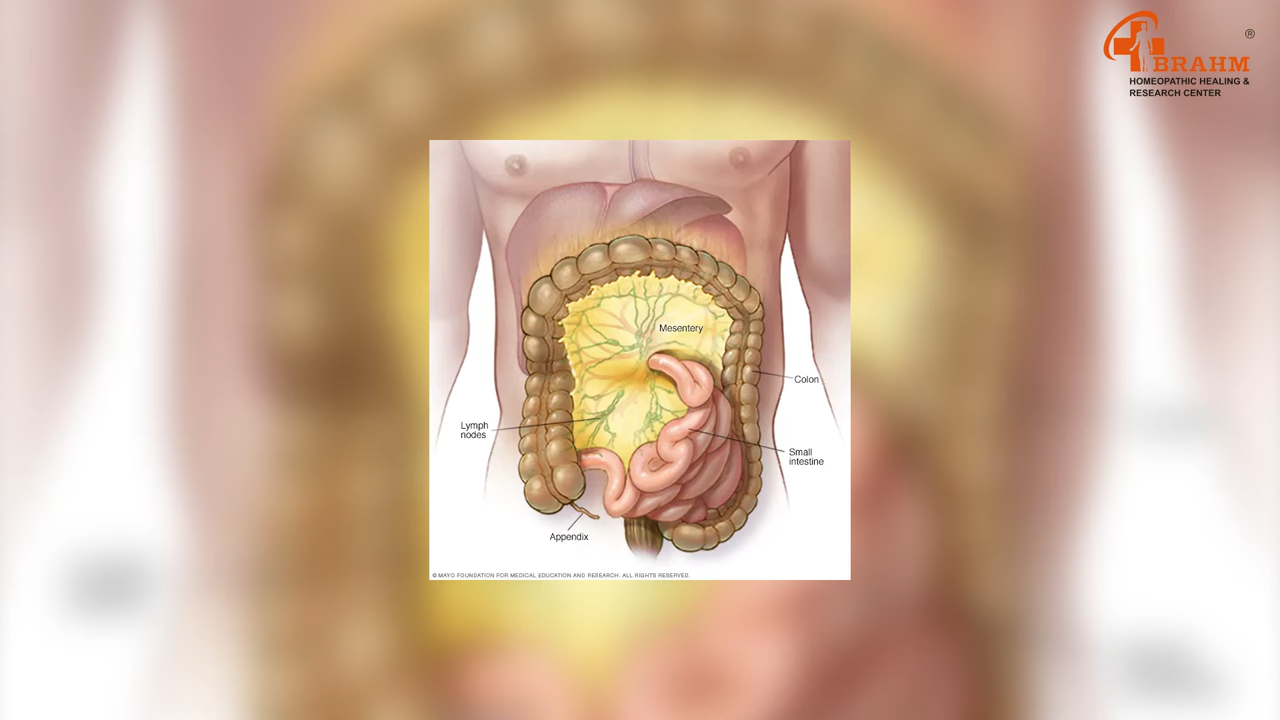 ®
BRAHM
HOMEOPATHIC HEALING &
RESEARCH CENTER
Mesentery
Colon
Lymph
nodes
Small
intestine
Appendix
© MAYO FOUNDATION FOR MEDICAL EDUCATION AND RESEARCH. ALL RIGHTS RESERVED.